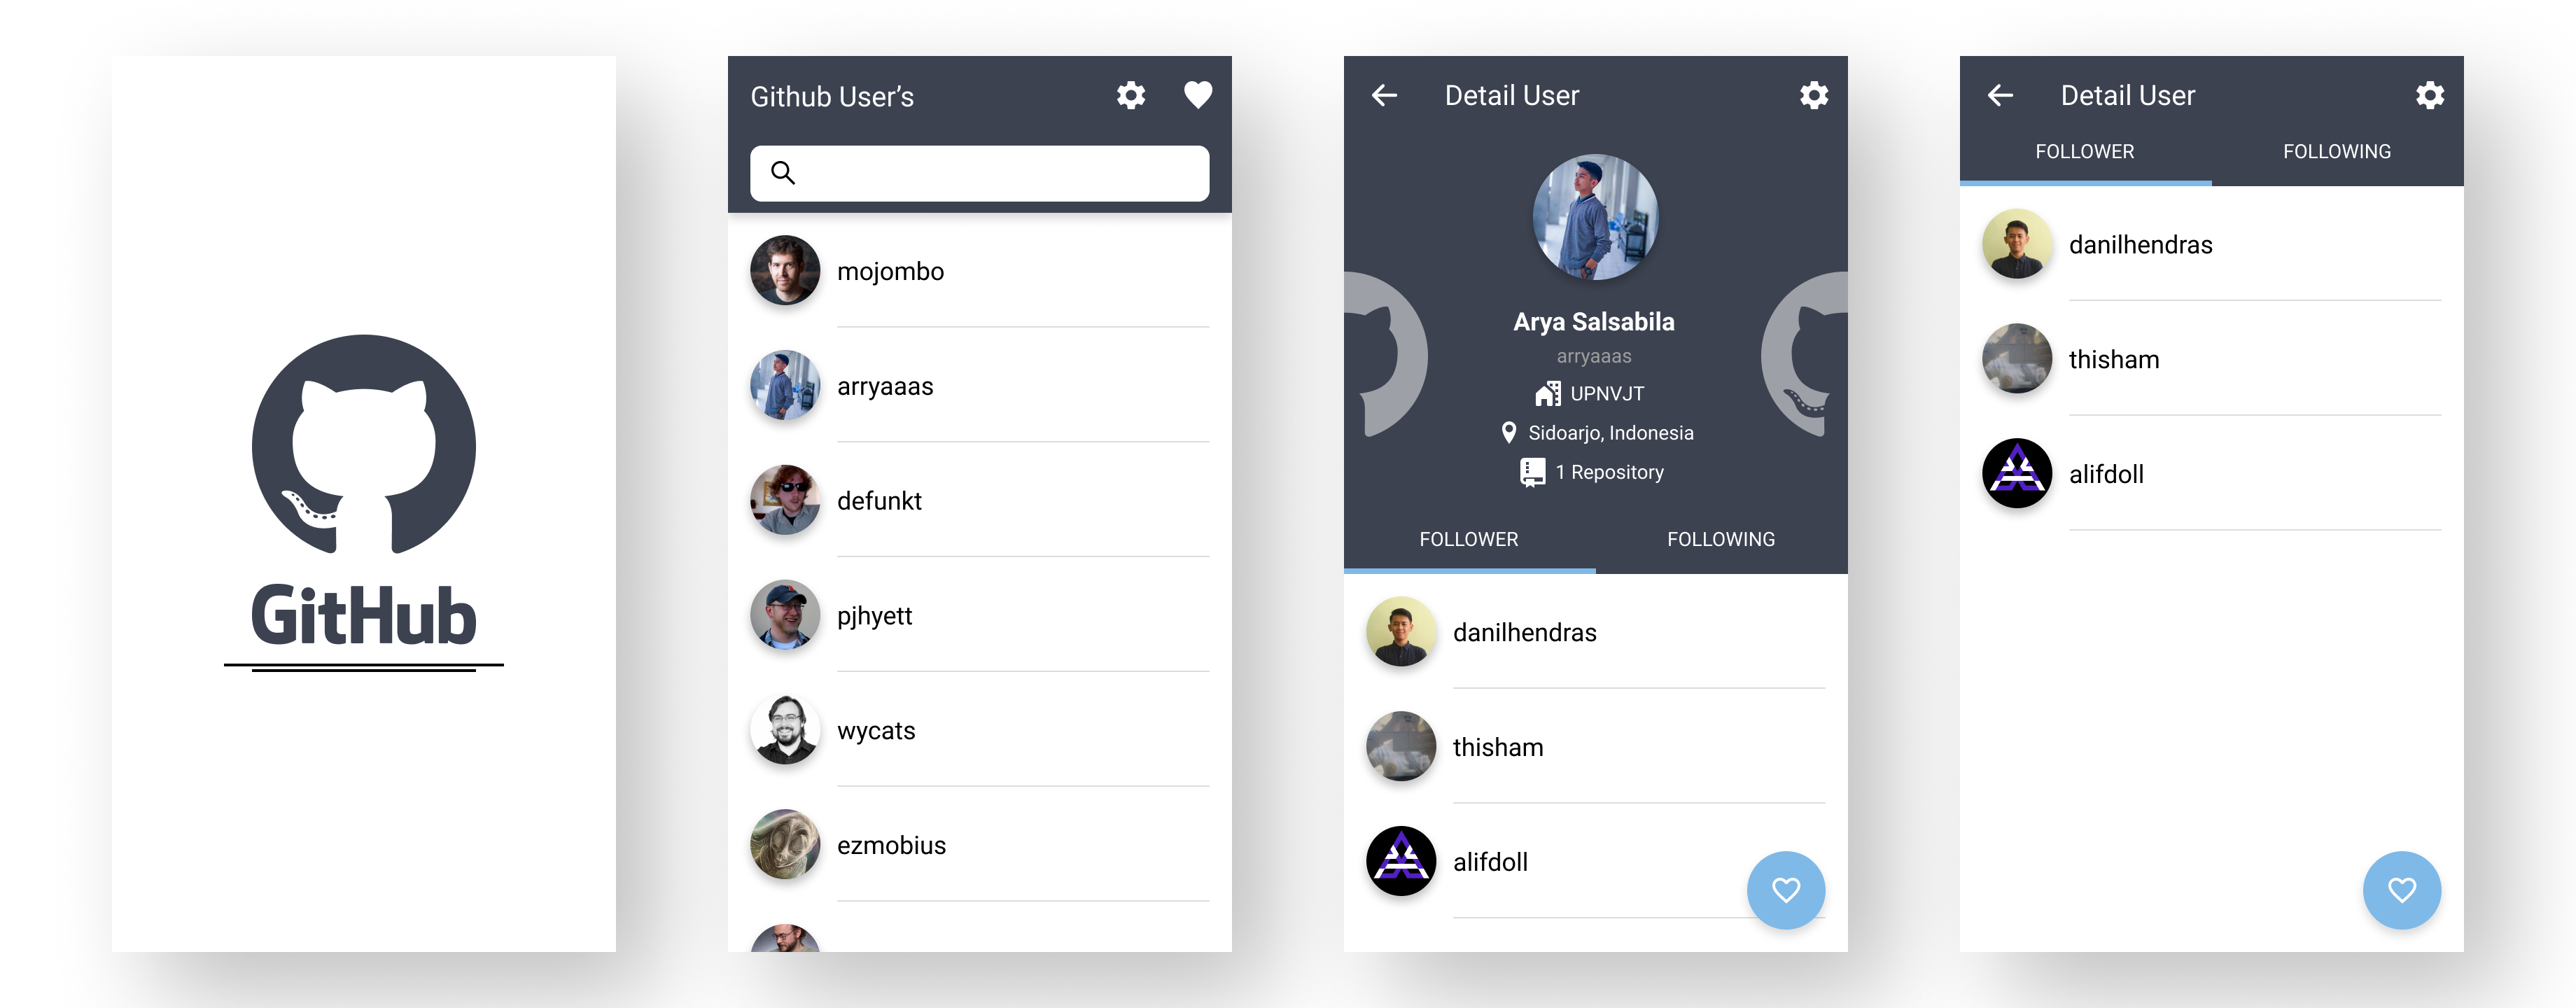 GitHub
Github User’s
mojombo
arryaaas
defunkt
pjhyett
wycats
ezmobius
Detail User
Arya Salsabila
arryaaas
UPNVJT
Sidoarjo, Indonesia
1 Repository
FOLLOWER FOLLOWING
danilhendras
thisham
alifdoll
Detail User
FOLLOWER FOLLOWING
danilhendras
thisham
alifdoll